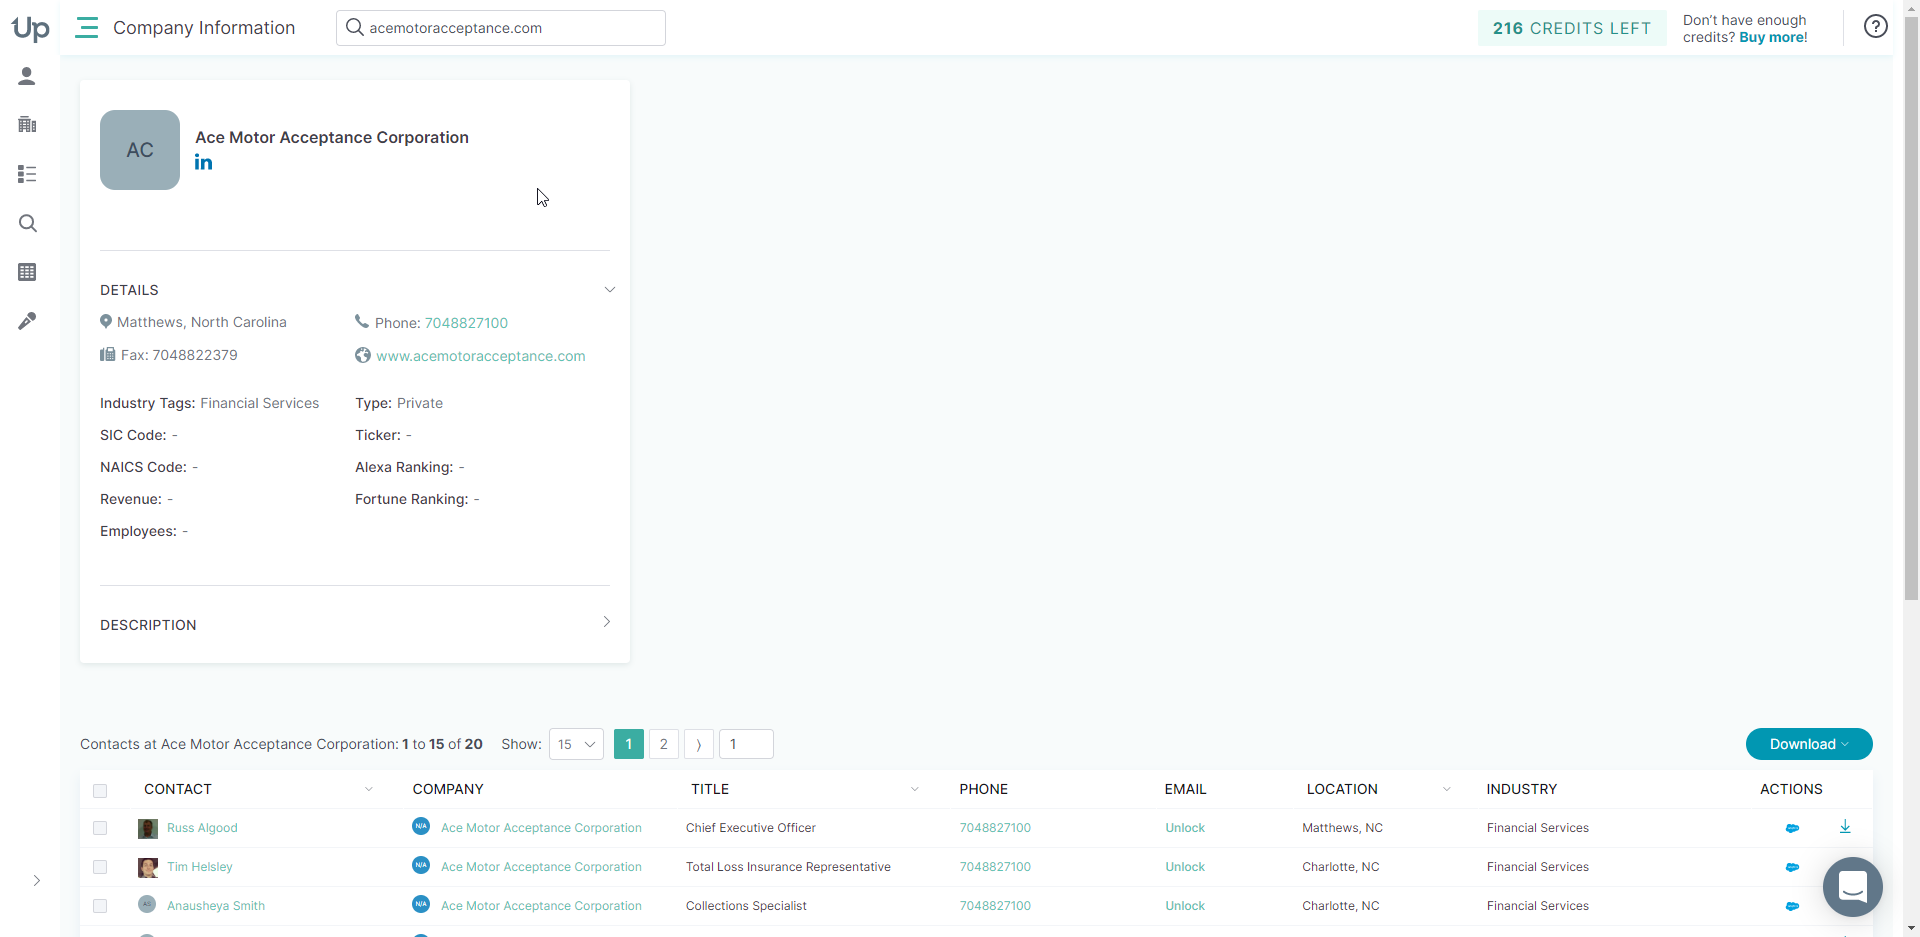 Up
Company Information
acemotoracceptance.com
216 CREDITS LEFT
Don't have enough
credits? Buy more!
?
AC
Ace Motor Acceptance Corporation
in
DETAILS
Matthews, North Carolina
Phone: 7048827100
Fax: 7048822379
www.acemotoracceptance.com
Industry Tags: Financial Services
Type: Private
SIC Code: -
Ticker: -
NAICS Code: -
Alexa Ranking: -
Revenue: -
Fortune Ranking: -
Employees: -
DESCRIPTION
Contacts at Ace Motor Acceptance Corporation: 1 to 15 of 20 Show: 15 1 2 ⟩ 1
Download
CONTACT COMPANY TITLE PHONE EMAIL LOCATION INDUSTRY ACTIONS
Russ Algood N/A Ace Motor Acceptance Corporation Chief Executive Officer 7048827100 Unlock Matthews, NC Financial Services
Tim Helsley N/A Ace Motor Acceptance Corporation Total Loss Insurance Representative 7048827100 Unlock Charlotte, NC Financial Services
AC Anausheya Smith N/A Ace Motor Acceptance Corporation Collections Specialist 7048827100 Unlock Charlotte, NC Financial Services